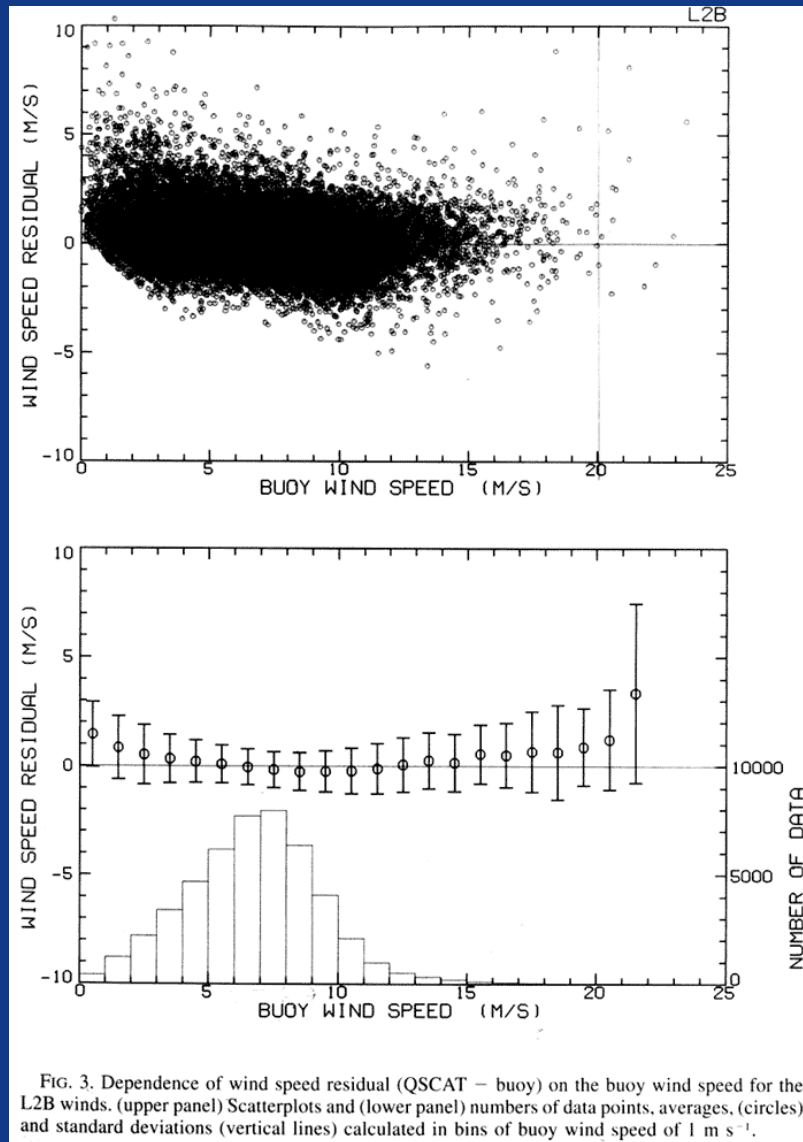 L2B
10
5
0
-5
-10
WIND SPEED RESIDUAL (M/S)
0 5 10 15 20 25
BUOY WIND SPEED (M/S)
10
5
0
-5
-10
WIND SPEED RESIDUAL (M/S)
10000
5000
0
NUMBER OF DATA
0 5 10 15 20 25
BUOY WIND SPEED (M/S)
FIG. 3. Dependence of wind speed residual (QSCAT − buoy) on the buoy wind speed for the
L2B winds. (upper panel) Scatterplots and (lower panel) numbers of data points, averages, (circles)
and standard deviations (vertical lines) calculated in bins of buoy wind speed of 1 m s⁻¹.